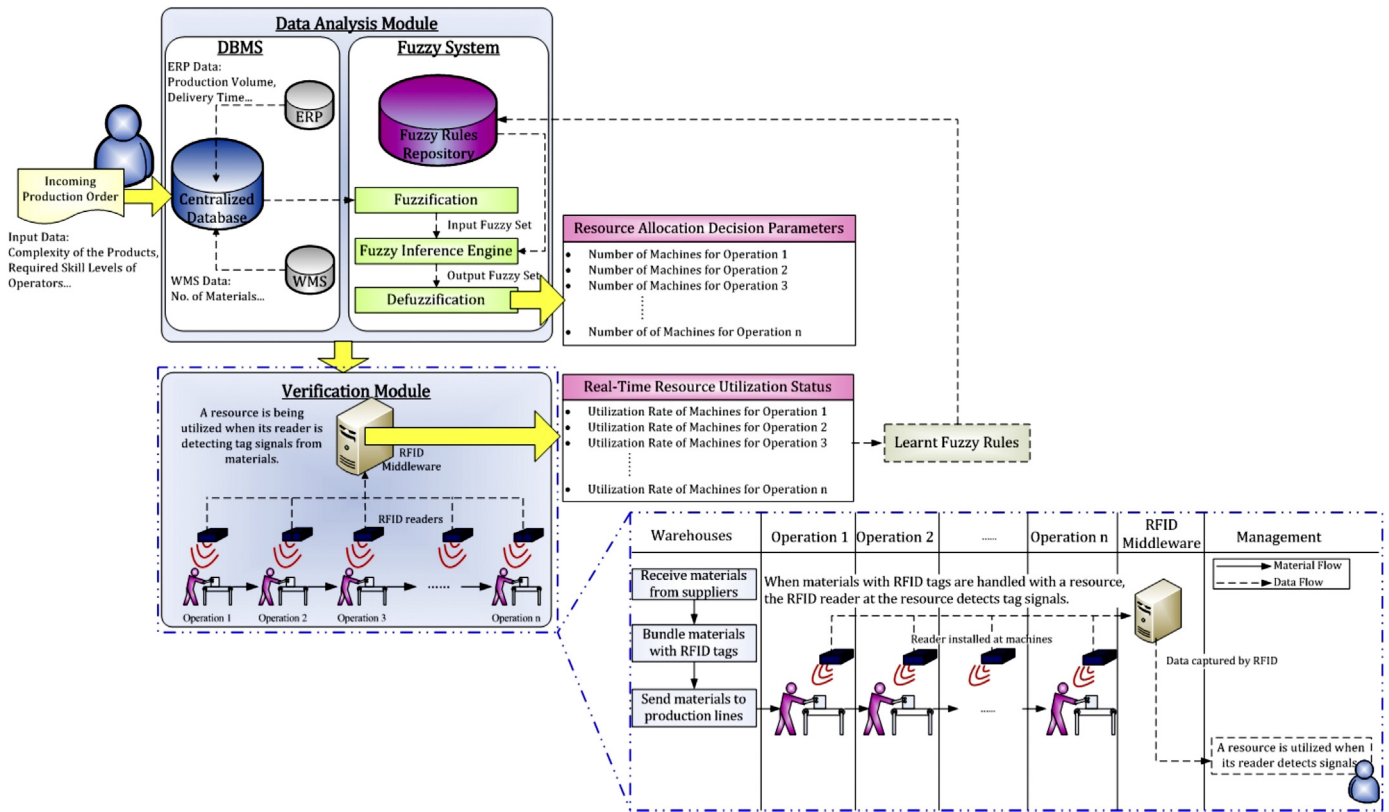 Data Analysis Module
DBMS
ERP Data:
Production Volume,
Delivery Time...
ERP
Centralized
Database
WMS
WMS Data:
No. of Materials...
Fuzzy System
Fuzzy Rules
Repository
Fuzzification
Input Fuzzy Set
Fuzzy Inference Engine
Output Fuzzy Set
Defuzzification
Incoming
Production Order
Input Data:
Complexity of the Products,
Required Skill Levels of
Operators...
Resource Allocation Decision Parameters
• Number of Machines for Operation 1
• Number of Machines for Operation 2
• Number of Machines for Operation 3
• Number of of Machines for Operation n
Verification Module
A resource is being
utilized when its reader is
detecting tag signals from
materials.
RFID
Middleware
RFID readers
Operation 1
Operation 2
Operation 3
......
Operation n
Real-Time Resource Utilization Status
• Utilization Rate of Machines for Operation 1
• Utilization Rate of Machines for Operation 2
• Utilization Rate of Machines for Operation 3
• Utilization Rate of Machines for Operation n
Learnt Fuzzy Rules
Warehouses
Operation 1
Operation 2
......
Operation n
RFID
Middleware
Management
Material Flow
Data Flow
Receive materials
from suppliers
Bundle materials
with RFID tags
Send materials to
production lines
When materials with RFID tags are handled with a resource,
the RFID reader at the resource detects tag signals.
Reader installed at machines
......
Data captured by RFID
A resource is utilized when
its reader detects signals